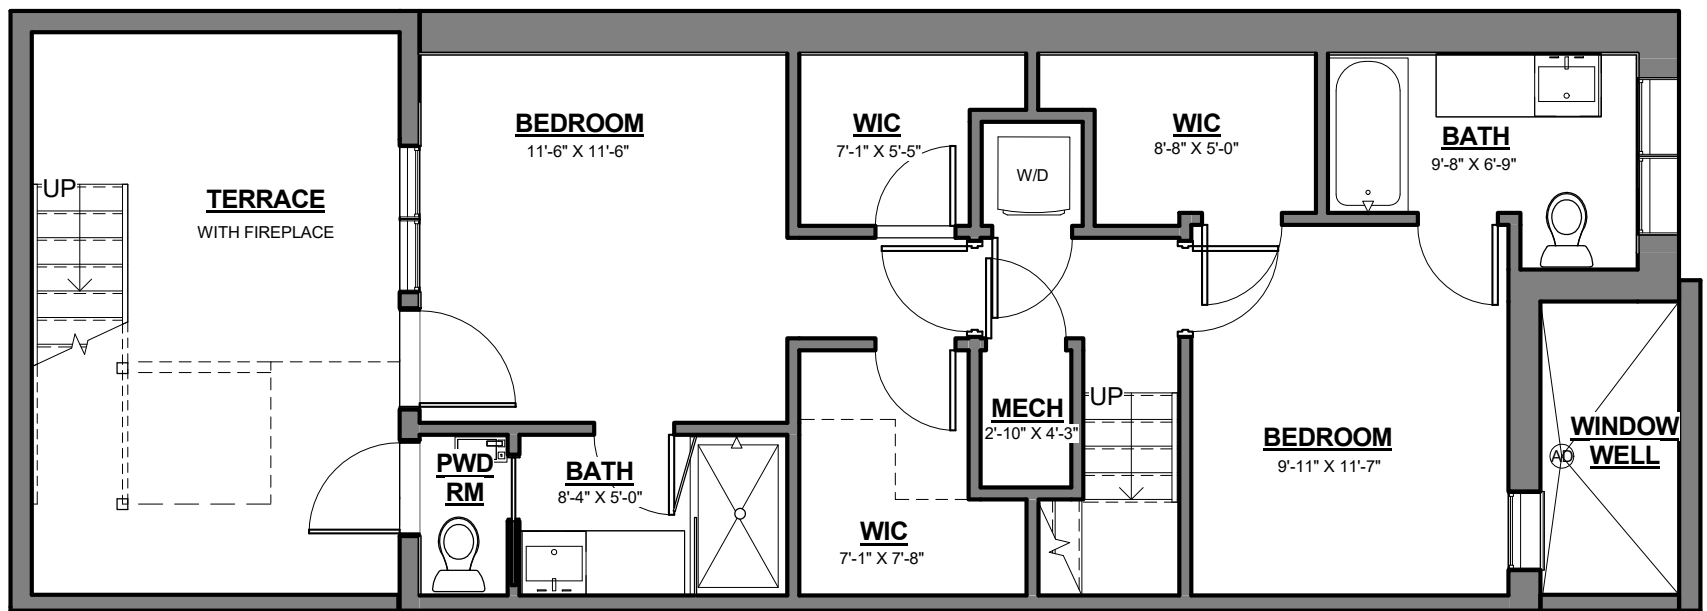 UP
TERRACE
WITH FIREPLACE
BEDROOM
11'-6" X 11'-6"
WIC
7'-1" X 5'-5"
W/D
WIC
8'-8" X 5'-0"
BATH
9'-8" X 6'-9"
PWD
RM
BATH
8'-4" X 5'-0"
WIC
7'-1" X 7'-8"
MECH
2'-10" X 4'-3"
UP
BEDROOM
9'-11" X 11'-7"
WINDOW
WELL
AD